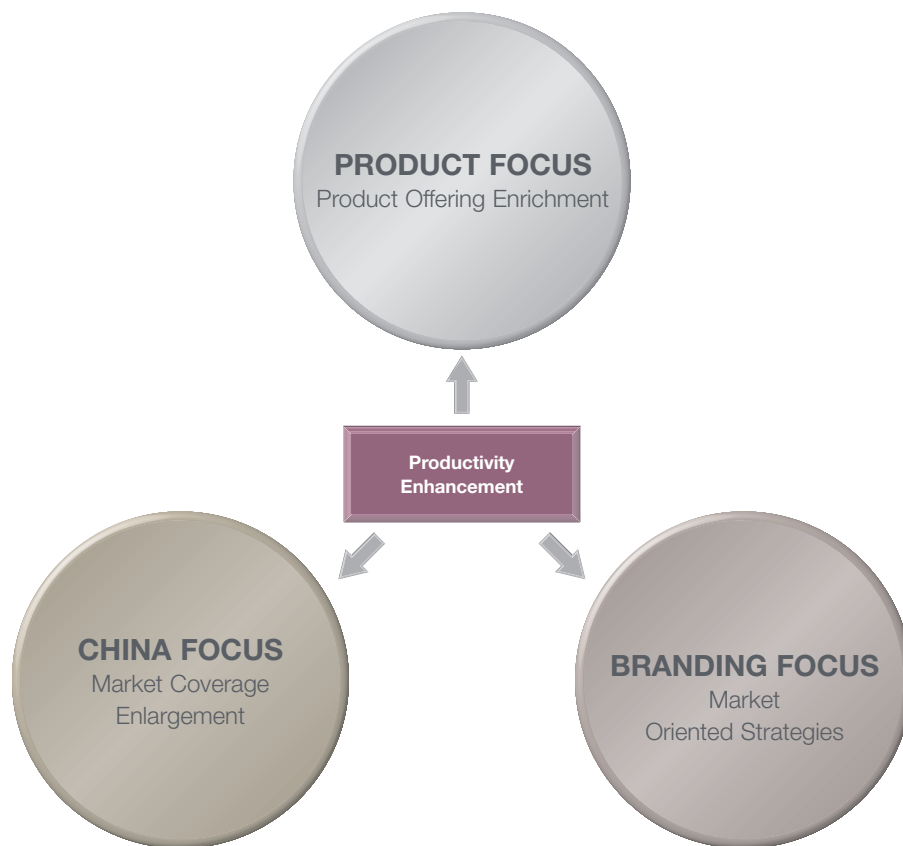 PRODUCT FOCUS
Product Offering Enrichment
Productivity
Enhancement
CHINA FOCUS
Market Coverage
Enlargement
BRANDING FOCUS
Market
Oriented Strategies